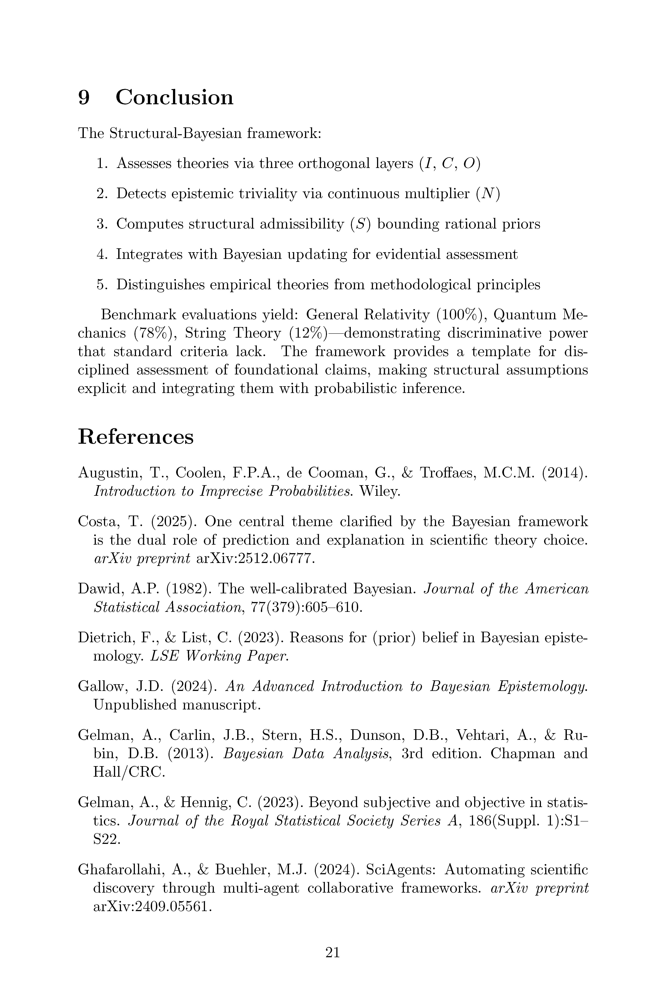 9 Conclusion
The Structural-Bayesian framework:
1. Assesses theories via three orthogonal layers (I, C, O)
2. Detects epistemic triviality via continuous multiplier (N)
3. Computes structural admissibility (S) bounding rational priors
4. Integrates with Bayesian updating for evidential assessment
5. Distinguishes empirical theories from methodological principles
Benchmark evaluations yield: General Relativity (100%), Quantum Me-
chanics (78%), String Theory (12%)—demonstrating discriminative power
that standard criteria lack. The framework provides a template for dis-
ciplined assessment of foundational claims, making structural assumptions
explicit and integrating them with probabilistic inference.
References
Augustin, T., Coolen, F.P.A., de Cooman, G., & Troffaes, M.C.M. (2014).
Introduction to Imprecise Probabilities. Wiley.
Costa, T. (2025). One central theme clarified by the Bayesian framework
is the dual role of prediction and explanation in scientific theory choice.
arXiv preprint arXiv:2512.06777.
Dawid, A.P. (1982). The well-calibrated Bayesian. Journal of the American
Statistical Association, 77(379):605–610.
Dietrich, F., & List, C. (2023). Reasons for (prior) belief in Bayesian episte-
mology. LSE Working Paper.
Gallow, J.D. (2024). An Advanced Introduction to Bayesian Epistemology.
Unpublished manuscript.
Gelman, A., Carlin, J.B., Stern, H.S., Dunson, D.B., Vehtari, A., & Ru-
bin, D.B. (2013). Bayesian Data Analysis, 3rd edition. Chapman and
Hall/CRC.
Gelman, A., & Hennig, C. (2023). Beyond subjective and objective in statis-
tics. Journal of the Royal Statistical Society Series A, 186(Suppl. 1):S1–
S22.
Ghafarollahi, A., & Buehler, M.J. (2024). SciAgents: Automating scientific
discovery through multi-agent collaborative frameworks. arXiv preprint
arXiv:2409.05561.
21